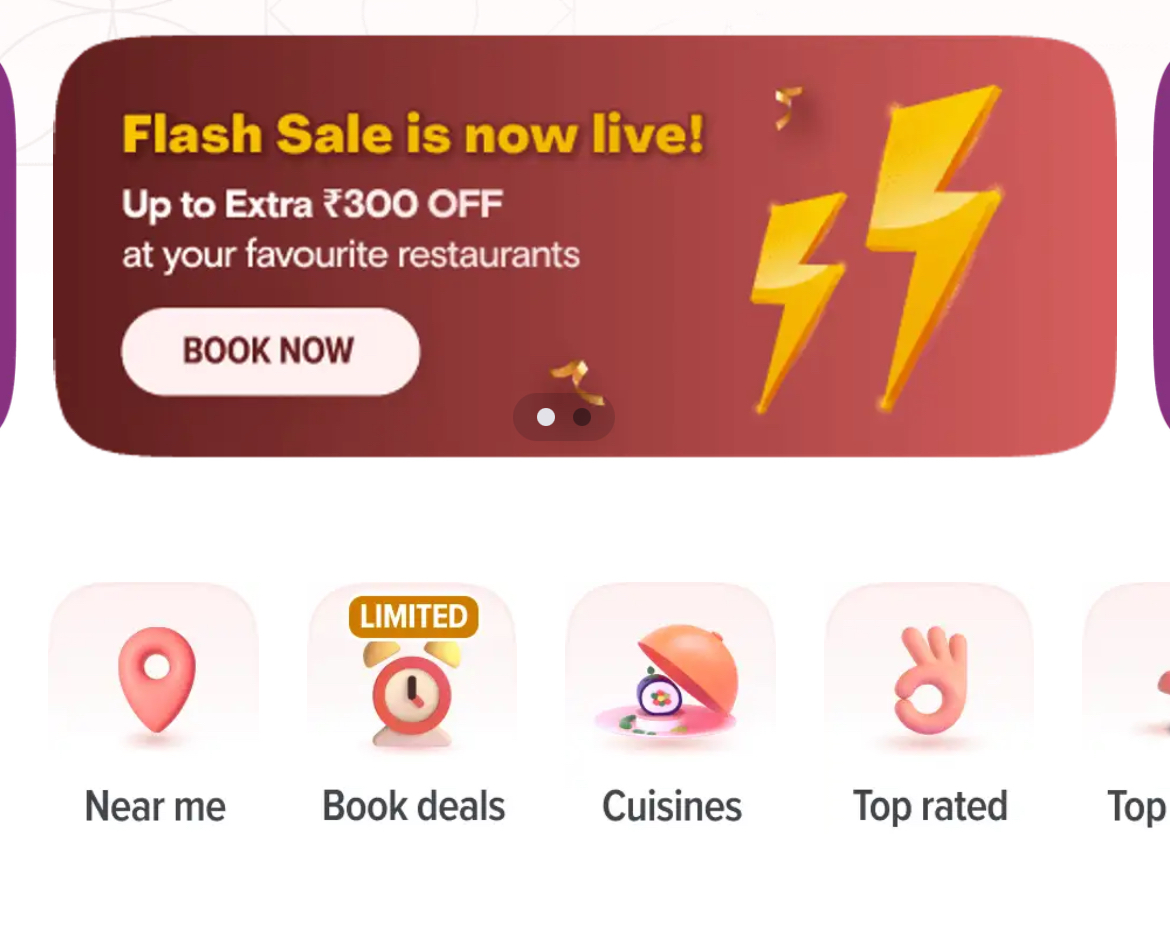 Flash Sale is now live!
Up to Extra ₹300 OFF
at your favourite restaurants
BOOK NOW
LIMITED
Near me
Book deals
Cuisines
Top rated
Top